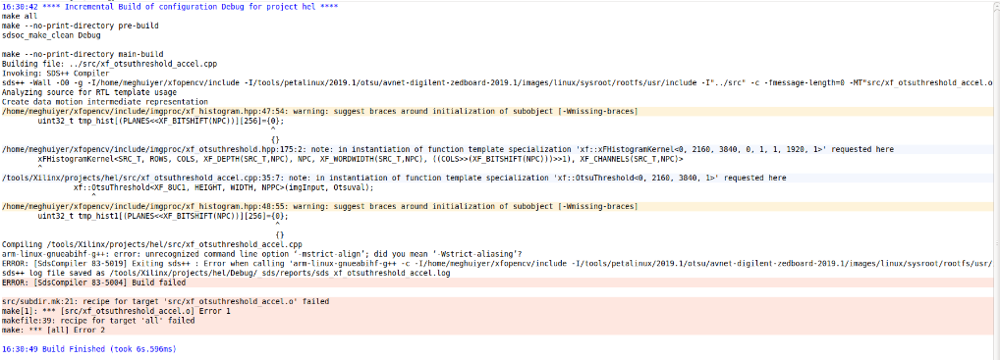 16:30:42 **** Incremental Build of configuration Debug for project hel ****
make all
make --no-print-directory pre-build
sdsoc_make_clean Debug
make --no-print-directory main-build
Building file: ../src/xf_otsuthreshold_accel.cpp
Invoking: SDS++ Compiler
sds++ -Wall -O0 -g -I/home/meghuiyer/xfopencv/include -I/tools/petalinux/2019.1/otsu/avnet-digilent-zedboard-2019.1/images/linux/sysroot/rootfs/usr/include -I"../src" -c -fmessage-length=0 -MT"src/xf_otsuthreshold_accel.o
Analyzing source for RTL template usage
Create data motion intermediate representation
/home/meghuiyer/xfopencv/include/imgproc/xf_histogram.hpp:47:54: warning: suggest braces around initialization of subobject [-Wmissing-braces]
uint32_t tmp_hist[(PLANES<<XF_BITSHIFT(NPC))][256]={0};
^
{}
/home/meghuiyer/xfopencv/include/imgproc/xf_otsuthreshold.hpp:175:2: note: in instantiation of function template specialization 'xf::xFHistogramKernel<0, 2160, 3840, 0, 1, 1, 1920, 1>' requested here
xFHistogramKernel<SRC_T, ROWS, COLS, XF_DEPTH(SRC_T,NPC), NPC, XF_WORDWIDTH(SRC_T,NPC), ((COLS>>(XF_BITSHIFT(NPC)))>>1), XF_CHANNELS(SRC_T,NPC)>
^
/tools/Xilinx/projects/hel/src/xf_otsuthreshold_accel.cpp:35:7: note: in instantiation of function template specialization 'xf::OtsuThreshold<0, 2160, 3840, 1>' requested here
xf::OtsuThreshold<XF_8UC1, HEIGHT, WIDTH, NPPC>(imgInput, Otsuval);
^
/home/meghuiyer/xfopencv/include/imgproc/xf_histogram.hpp:48:55: warning: suggest braces around initialization of subobject [-Wmissing-braces]
uint32_t tmp_hist1[(PLANES<<XF_BITSHIFT(NPC))][256]={0};
^
{}
Compiling /tools/Xilinx/projects/hel/src/xf_otsuthreshold_accel.cpp
arm-linux-gnueabihf-g++: error: unrecognized command line option ‘-mstrict-align’; did you mean ‘-Wstrict-aliasing’?
ERROR: [SdsCompiler 83-5019] Exiting sds++ : Error when calling 'arm-linux-gnueabihf-g++ -c -I/home/meghuiyer/xfopencv/include -I/tools/petalinux/2019.1/otsu/avnet-digilent-zedboard-2019.1/images/linux/sysroot/rootfs/usr/
sds++ log file saved as /tools/Xilinx/projects/hel/Debug/_sds/reports/sds_xf_otsuthreshold_accel.log
ERROR: [SdsCompiler 83-5004] Build failed
src/subdir.mk:21: recipe for target 'src/xf_otsuthreshold_accel.o' failed
make[1]: *** [src/xf_otsuthreshold_accel.o] Error 1
makefile:39: recipe for target 'all' failed
make: *** [all] Error 2
16:30:49 Build Finished (took 6s.596ms)